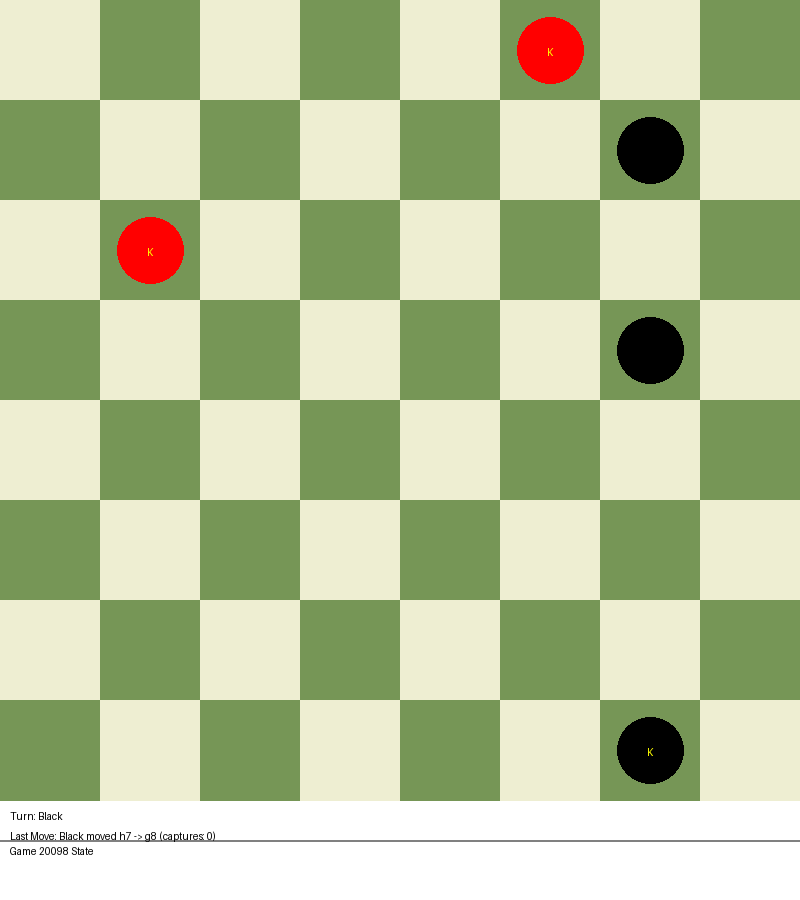 K
K
K
Turn: Black
Last Move: Black moved h7 -> g8 (captures: 0)
Game 20098 State